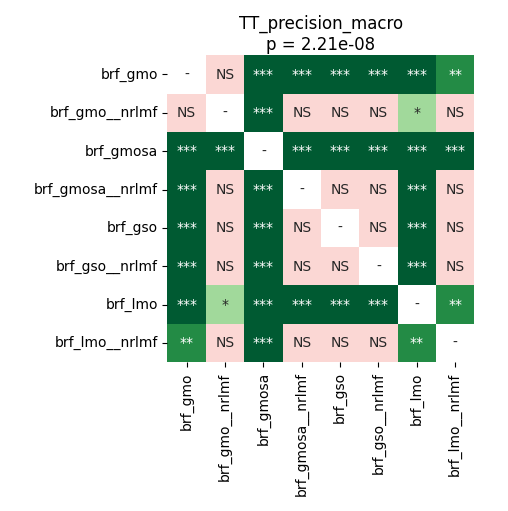 TT_precision_macro
p = 2.21e-08
brf_gmo - NS *** *** *** *** *** **
brf_gmo__nrlmf NS - *** NS NS NS * NS
brf_gmosa *** *** - *** *** *** *** ***
brf_gmosa__nrlmf *** NS *** - NS NS *** NS
brf_gso *** NS *** NS - NS *** NS
brf_gso__nrlmf *** NS *** NS NS - *** NS
brf_lmo *** * *** *** *** *** - **
brf_lmo__nrlmf ** NS *** NS NS NS ** -
brf_gmo
brf_gmo__nrlmf
brf_gmosa
brf_gmosa__nrlmf
brf_gso
brf_gso__nrlmf
brf_lmo
brf_lmo__nrlmf